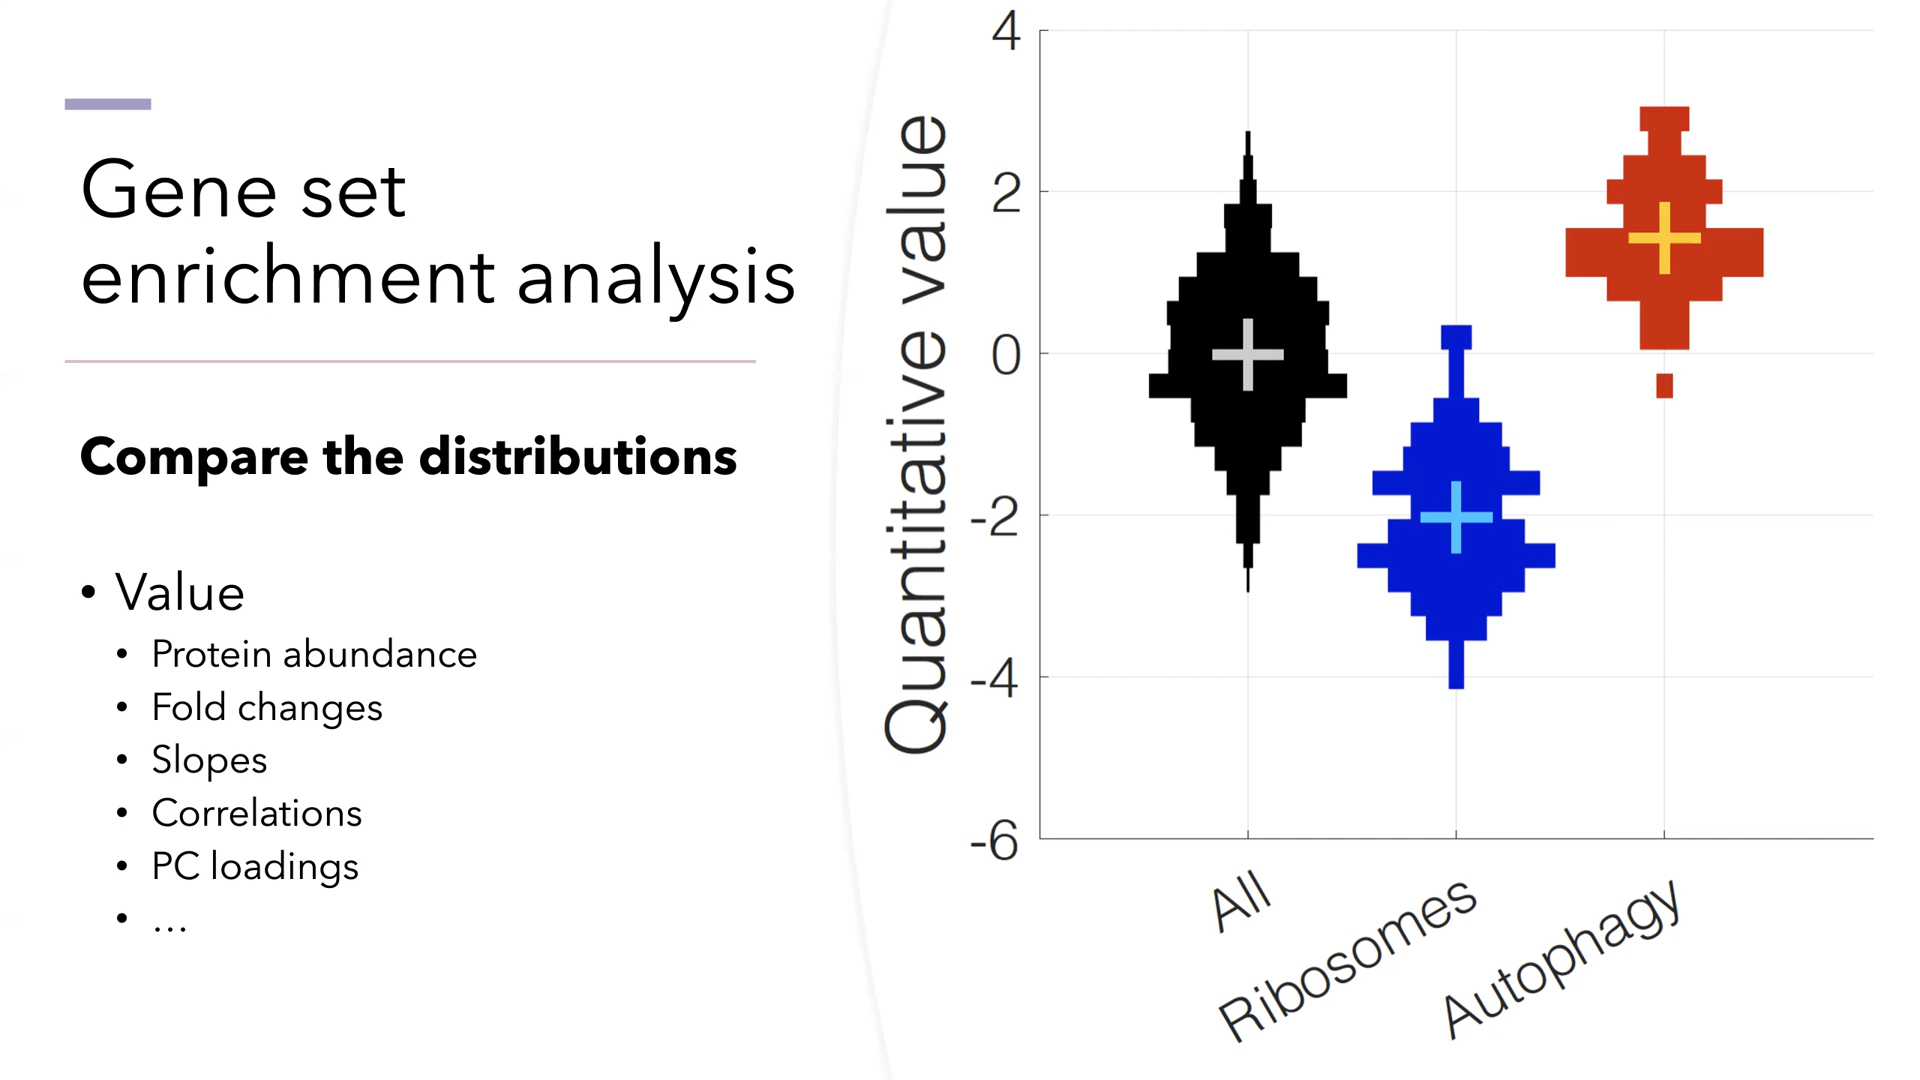 Gene set
enrichment analysis
Compare the distributions
• Value
• Protein abundance
• Fold changes
• Slopes
• Correlations
• PC loadings
• ...
Quantitative value
4
2
0
-2
-4
-6
All
Ribosomes
Autophagy